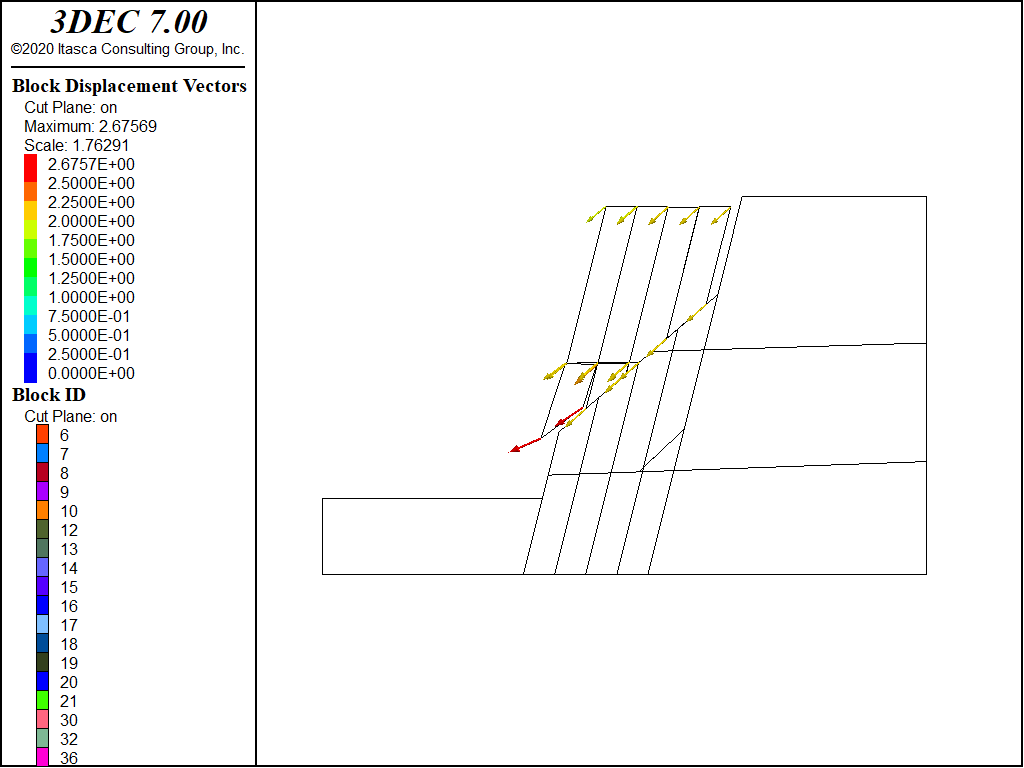 3DEC 7.00
©2020 Itasca Consulting Group, Inc.
Block Displacement Vectors
Cut Plane: on
Maximum: 2.67569
Scale: 1.76291
2.6757E+00
2.5000E+00
2.2500E+00
2.0000E+00
1.7500E+00
1.5000E+00
1.2500E+00
1.0000E+00
7.5000E-01
5.0000E-01
2.5000E-01
0.0000E+00
Block ID
Cut Plane: on
6
7
8
9
10
12
13
14
15
16
17
18
19
20
21
30
32
36